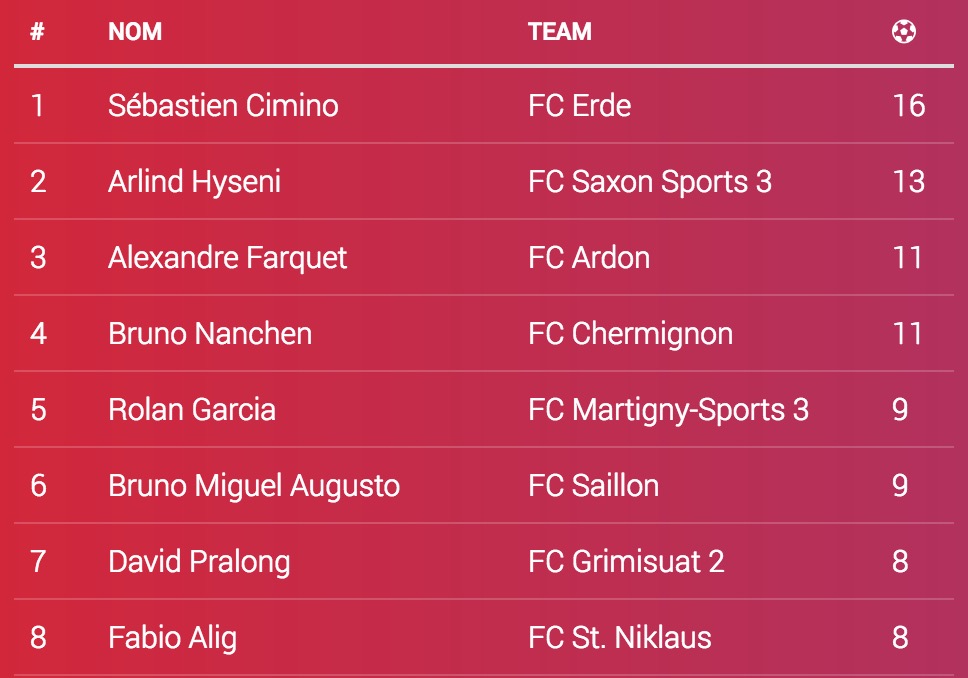 # NOM TEAM
1 Sébastien Cimino FC Erde 16
2 Arlind Hyseni FC Saxon Sports 3 13
3 Alexandre Farquet FC Ardon 11
4 Bruno Nanchen FC Chermignon 11
5 Rolan Garcia FC Martigny-Sports 3 9
6 Bruno Miguel Augusto FC Saillon 9
7 David Pralong FC Grimisuat 2 8
8 Fabio Alig FC St. Niklaus 8